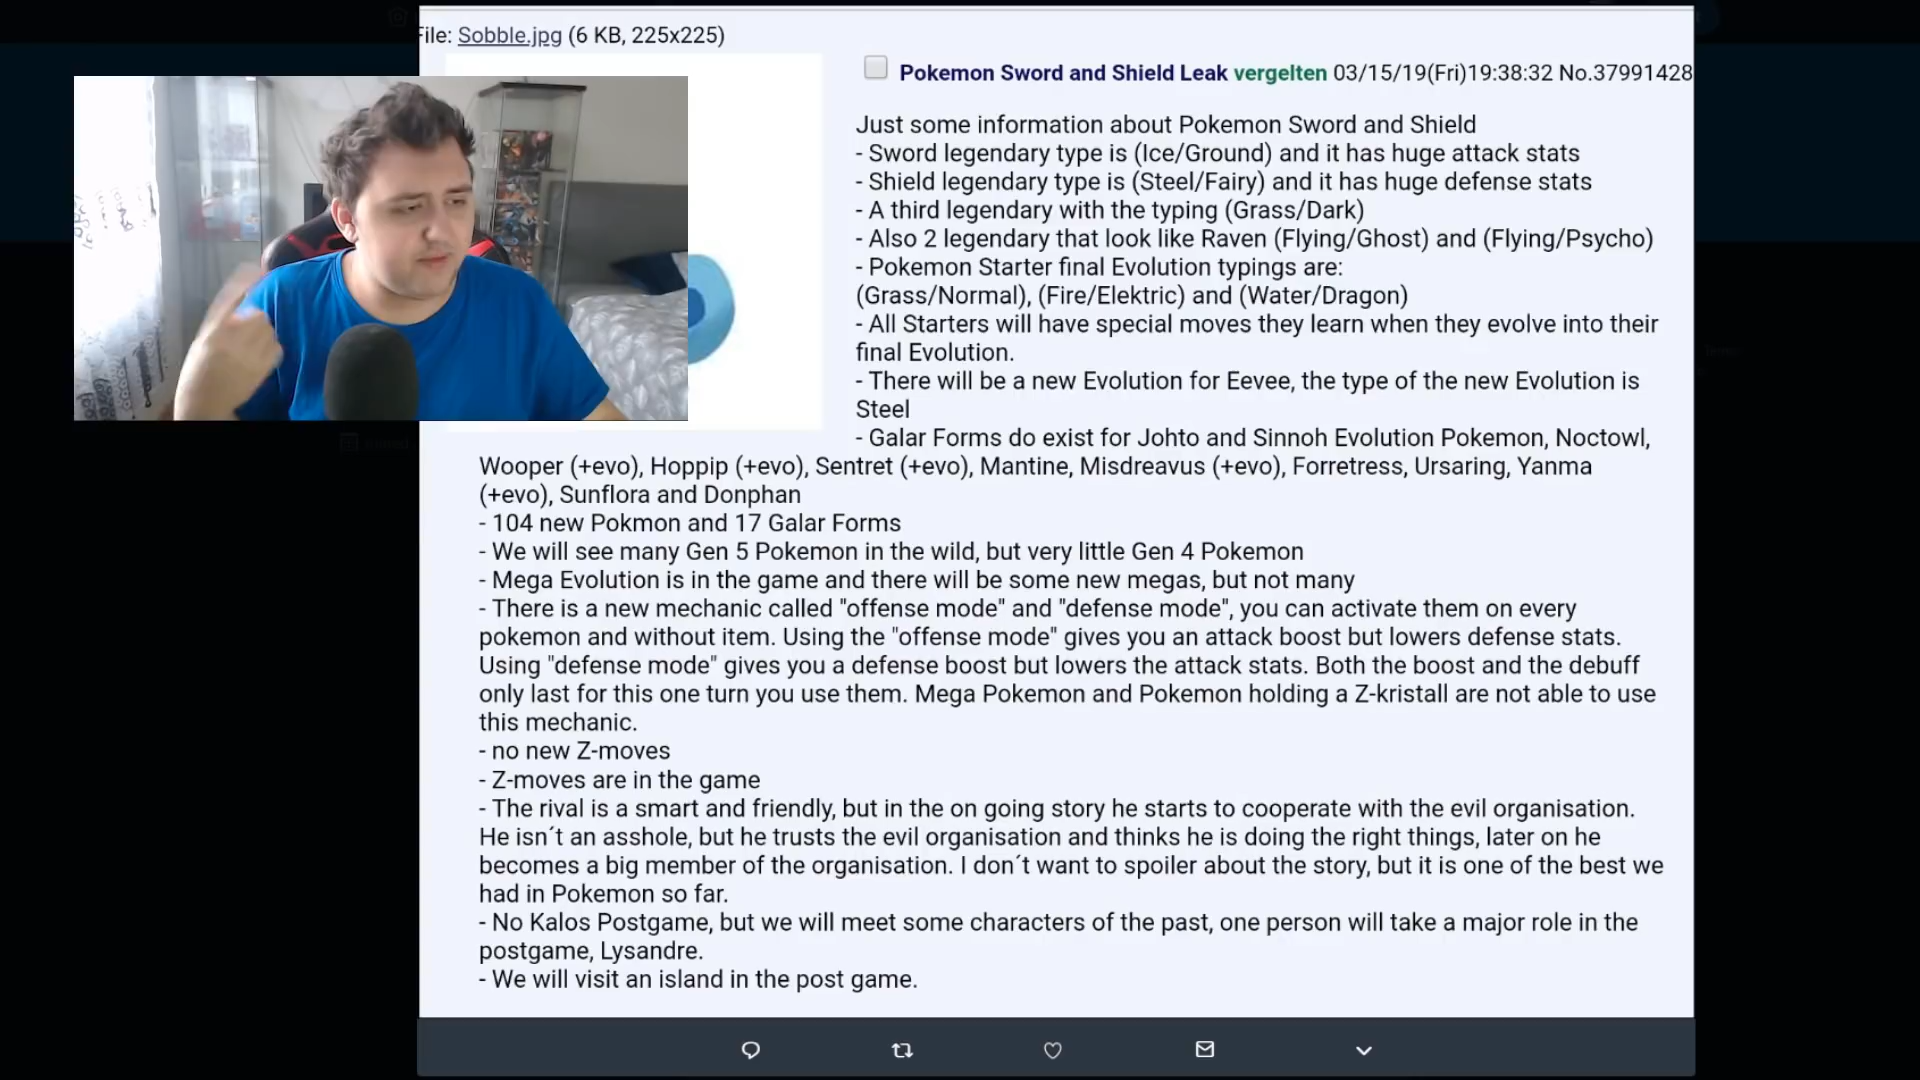 File: Sobble.jpg (6 KB, 225x225)
Pokemon Sword and Shield Leak vergelten 03/15/19(Fri)19:38:32 No.37991428
Just some information about Pokemon Sword and Shield
- Sword legendary type is (Ice/Ground) and it has huge attack stats
- Shield legendary type is (Steel/Fairy) and it has huge defense stats
- A third legendary with the typing (Grass/Dark)
- Also 2 legendary that look like Raven (Flying/Ghost) and (Flying/Psycho)
- Pokemon Starter final Evolution typings are:
(Grass/Normal), (Fire/Elektric) and (Water/Dragon)
- All Starters will have special moves they learn when they evolve into their
final Evolution.
- There will be a new Evolution for Eevee, the type of the new Evolution is
Steel
- Galar Forms do exist for Johto and Sinnoh Evolution Pokemon, Noctowl,
Wooper (+evo), Hoppip (+evo), Sentret (+evo), Mantine, Misdreavus (+evo), Forretress, Ursaring, Yanma
(+evo), Sunflora and Donphan
- 104 new Pokmon and 17 Galar Forms
- We will see many Gen 5 Pokemon in the wild, but very little Gen 4 Pokemon
- Mega Evolution is in the game and there will be some new megas, but not many
- There is a new mechanic called "offense mode" and "defense mode", you can activate them on every
pokemon and without item. Using the "offense mode" gives you an attack boost but lowers defense stats.
Using "defense mode" gives you a defense boost but lowers the attack stats. Both the boost and the debuff
only last for this one turn you use them. Mega Pokemon and Pokemon holding a Z-kristall are not able to use
this mechanic.
- no new Z-moves
- Z-moves are in the game
- The rival is a smart and friendly, but in the on going story he starts to cooperate with the evil organisation.
He isn´t an asshole, but he trusts the evil organisation and thinks he is doing the right things, later on he
becomes a big member of the organisation. I don´t want to spoiler about the story, but it is one of the best we
had in Pokemon so far.
- No Kalos Postgame, but we will meet some characters of the past, one person will take a major role in the
postgame, Lysandre.
- We will visit an island in the post game.